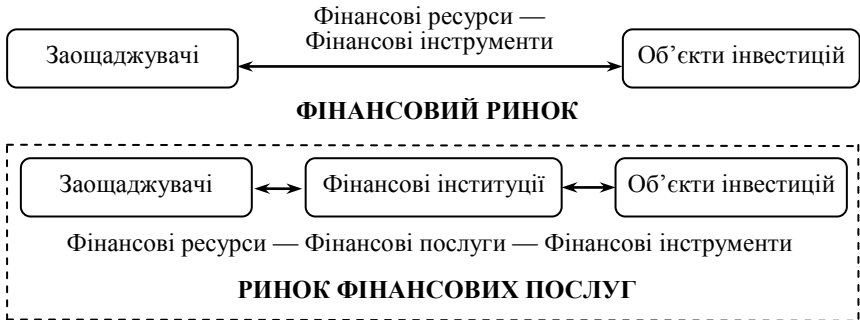 Фінансові ресурси —
Фінансові інструменти
Заощаджувачі
Об’єкти інвестицій
ФІНАНСОВИЙ РИНОК
Заощаджувачі
Фінансові інституції
Об’єкти інвестицій
Фінансові ресурси — Фінансові послуги — Фінансові інструменти
РИНОК ФІНАНСОВИХ ПОСЛУГ